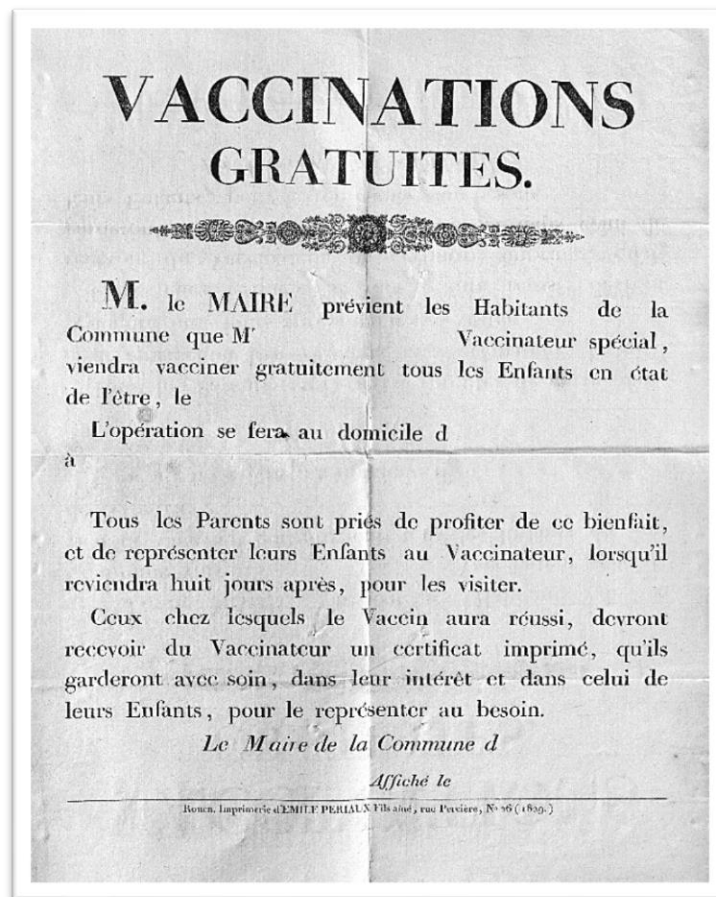 VACCINATIONS
GRATUITES.
M. le MAIRE prévient les Habitants de la
Commune que Mr Vaccinateur spécial,
viendra vacciner gratuitement tous les Enfants en état
de l'être, le
L'opération se fera au domicile d
à
Tous les Parents sont priés de profiter de ce bienfait,
et de représenter leurs Enfants au Vaccinateur, lorsqu'il
reviendra huit jours après, pour les visiter.
Ceux chez lesquels le Vaccin aura réussi, devront
recevoir du Vaccinateur un certificat imprimé, qu'ils
garderont avec soin, dans leur intérêt et dans celui de
leurs Enfants, pour le représenter au besoin.
Le Maire de la Commune d
Affiché le
Rouen, Imprimerie d'EMILE PERIAUX Fils aîné, rue Percière, No 26 (1829.)